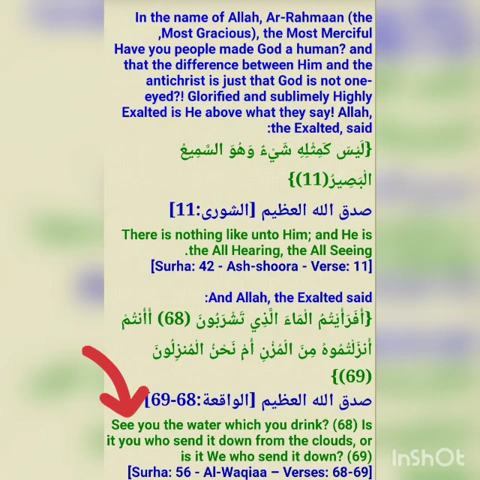 In the name of Allah, Ar-Rahmaan (the
,Most Gracious), the Most Merciful
Have you people made God a human? and
that the difference between Him and the
antichrist is just that God is not one-
eyed?! Glorified and sublimely Highly
Exalted is He above what they say! Allah,
:the Exalted, said
{لَيْسَ كَمِثْلِهِ شَيْءٌ وَهُوَ السَّمِيعُ
الْبَصِيرُ(11)}
صدق الله العظيم [الشورى:11]
There is nothing like unto Him; and He is
.the All Hearing, the All Seeing
[Surha: 42 - Ash-shoora - Verse: 11]
:And Allah, the Exalted said
{أَفَرَأَيْتُمُ الْمَاءَ الَّذِي تَشْرَبُونَ (68) أَأَنتُمْ
أَنزَلْتُمُوهُ مِنَ الْمُزْنِ أَمْ نَحْنُ الْمُنزِلُونَ
(69)}
صدق الله العظيم [الواقعة:68-69]
See you the water which you drink? (68) Is
it you who send it down from the clouds, or
is it We who send it down? (69)
[Surha: 56 - Al-Waqiaa – Verses: 68-69]
InShOt